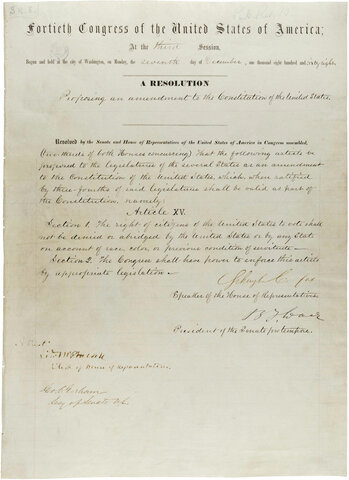 Fortieth Congress of the United States of America;
At the third Session,
Begun and held at the city of Washington, on Monday, the seventh day of December, one thousand eight hundred and sixty-eight.
A RESOLUTION
Proposing an amendment to the Constitution of the United States.
Resolved by the Senate and House of Representatives of the United States of America in Congress assembled,
(two-thirds of both Houses concurring) That the following article be
proposed to the legislatures of the several States as an amendment
to the Constitution of the United States which, when ratified
by three-fourths of said legislatures shall be valid as part of
the Constitution, namely:
Article XV.
Section 1. The right of citizens of the United States to vote shall
not be denied or abridged by the United States or by any State
on account of race, color, or previous condition of servitude—
Section 2. The Congress shall have power to enforce this article
by appropriate legislation—
Schuyler Colfax
Speaker of the House of Representatives.
B F Wade
President of the Senate pro tempore.
Attest
Clerk of House of Representatives.
Geo C Gorham
Secy of Senate U.S.